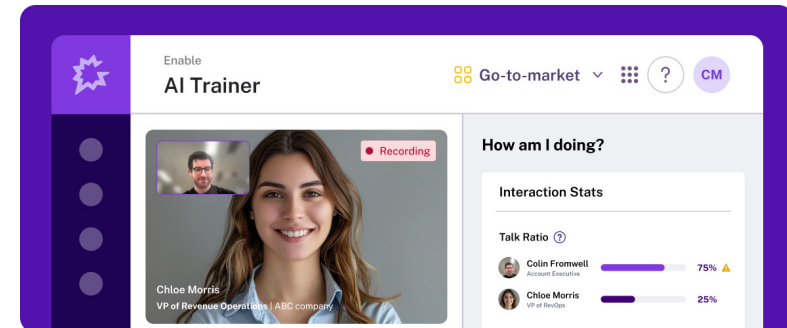 Enable
AI Trainer
Go-to-market
?
CM
Recording
Chloe Morris
VP of Revenue Operations | ABC company
How am I doing?
Interaction Stats
Talk Ratio ?
Colin Fromwell
Account Executive
75%
Chloe Morris
VP of RevOps
25%